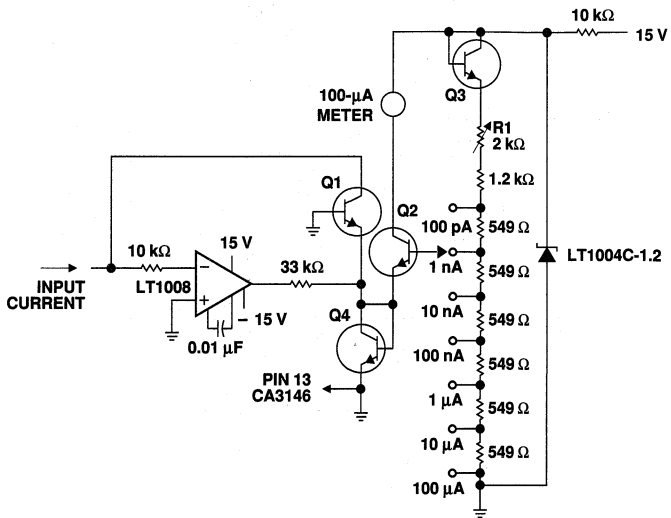 10 kΩ
15 V
Q3
100-μA
METER
R1
2 kΩ
1.2 kΩ
Q1
Q2
100 pA
549 Ω
10 kΩ
15 V
LT1008
33 kΩ
1 nA
549 Ω
LT1004C-1.2
INPUT
CURRENT
−
+
− 15 V
Q4
10 nA
549 Ω
0.01 μF
100 nA
549 Ω
PIN 13
CA3146
1 μA
549 Ω
10 μA
549 Ω
100 μA